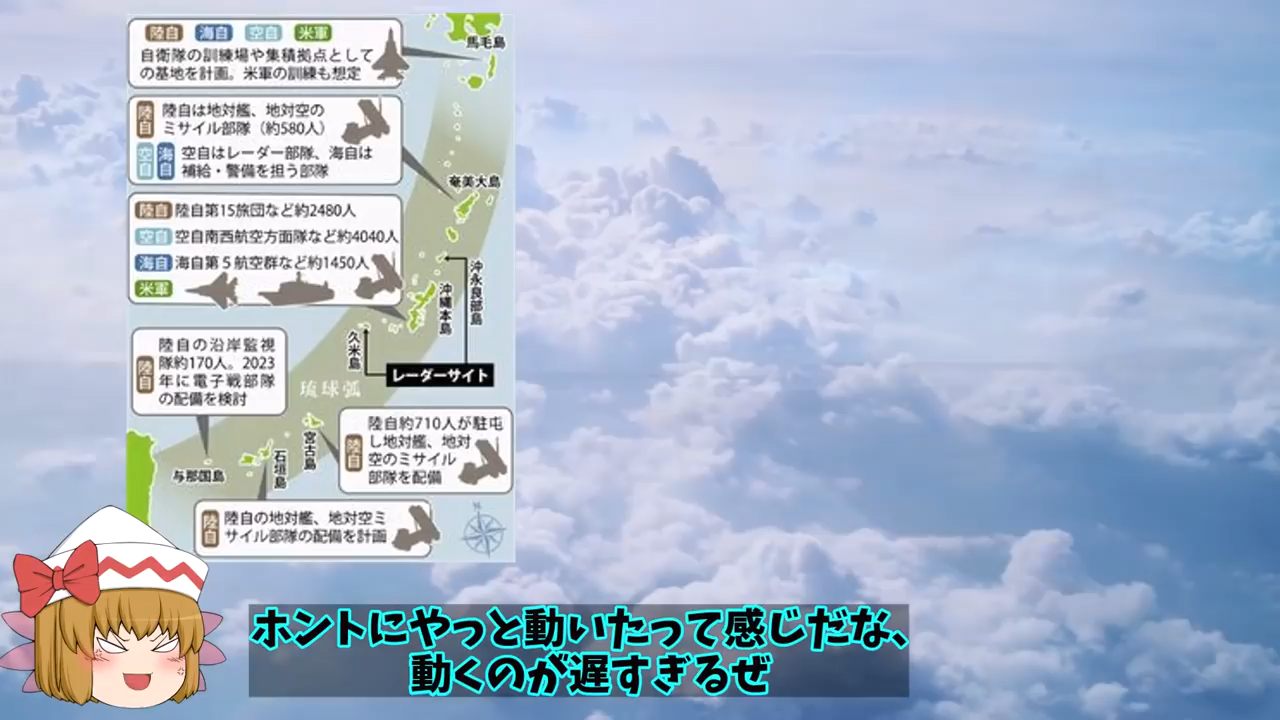 陸自 海自 空自 米軍
自衛隊の訓練場や集積拠点として
の基地を計画。米軍の訓練も想定
馬毛島
陸自
陸自は地対艦、地対空の
ミサイル部隊（約580人）
空自 海自
空自はレーダー部隊、海自は
補給・警備を担う部隊
奄美大島
陸自 陸自第15旅団など約2480人
空自 空自南西航空方面隊など約4040人
海自 海自第５航空群など約1450人
米軍
沖永良部島
沖縄本島
久米島
レーダーサイト
琉球弧
陸自
陸自の沿岸監視
隊約170人。2023
年に電子戦部隊
の配備を検討
与那国島
石垣島
宮古島
陸自
陸自約710人が駐屯
し地対艦、地対
空のミサイル
部隊を配備
陸自
陸自の地対艦、地対空ミ
サイル部隊の配備を計画
N
ホントにやっと動いたって感じだな、
動くのが遅すぎるぜ